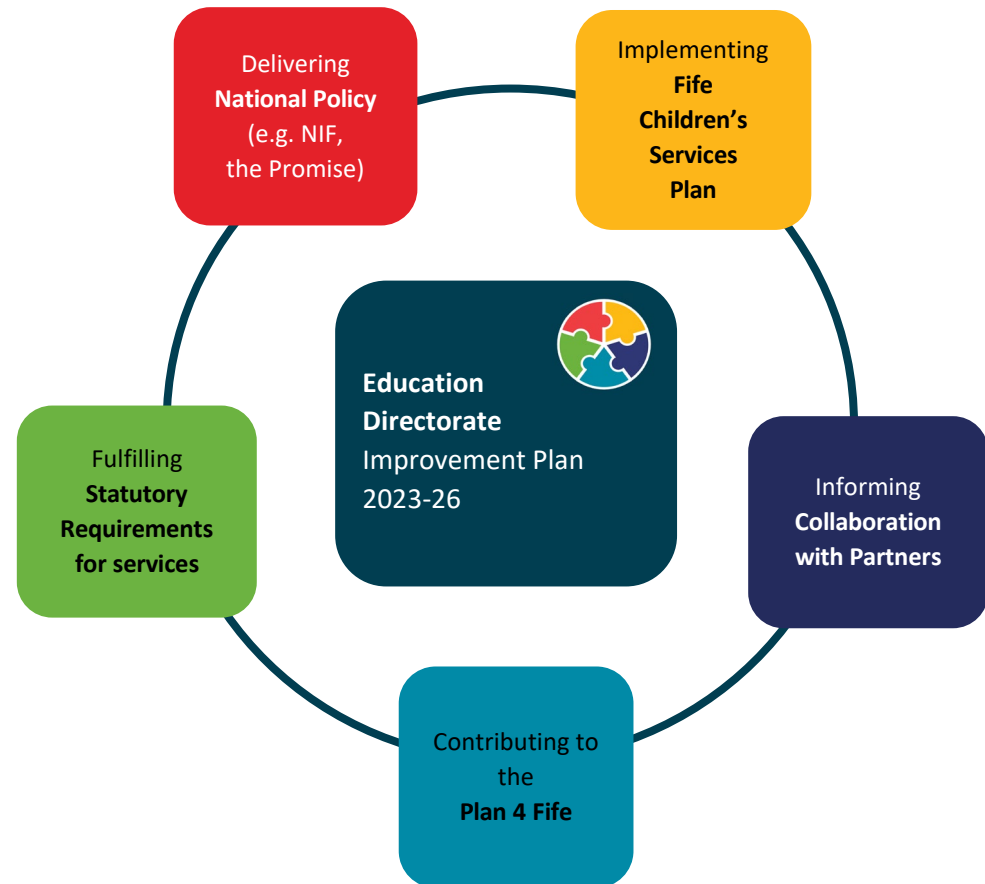 Delivering
National Policy
(e.g. NIF,
the Promise)
Implementing
Fife
Children’s
Services
Plan
Education
Directorate
Improvement Plan
2023-26
Fulfilling
Statutory
Requirements
for services
Informing
Collaboration
with Partners
Contributing to
the
Plan 4 Fife